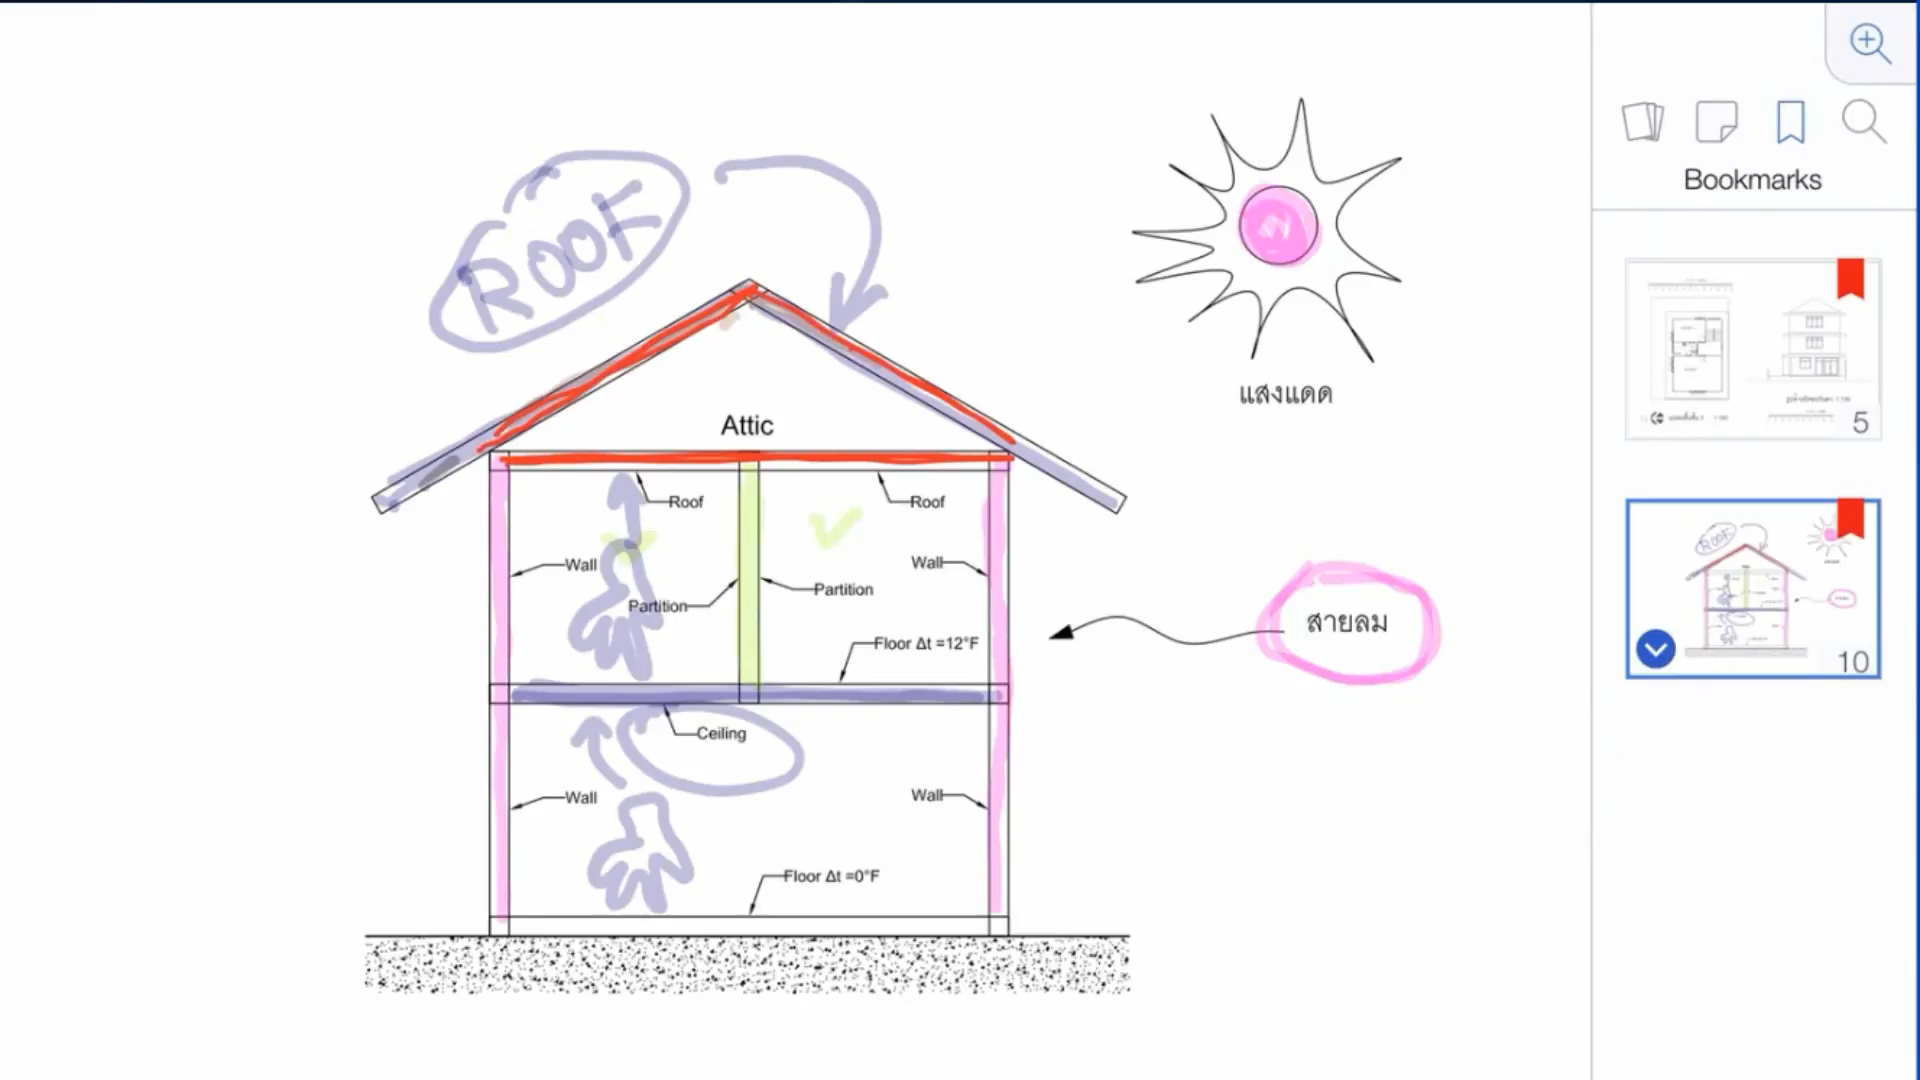 Bookmarks
ROOF
แสงแดด
Attic
Roof
Roof
Wall
Wall
Partition
Partition
สายลม
Floor Δt =12°F
Ceiling
Wall
Wall
Floor Δt =0°F
5
10